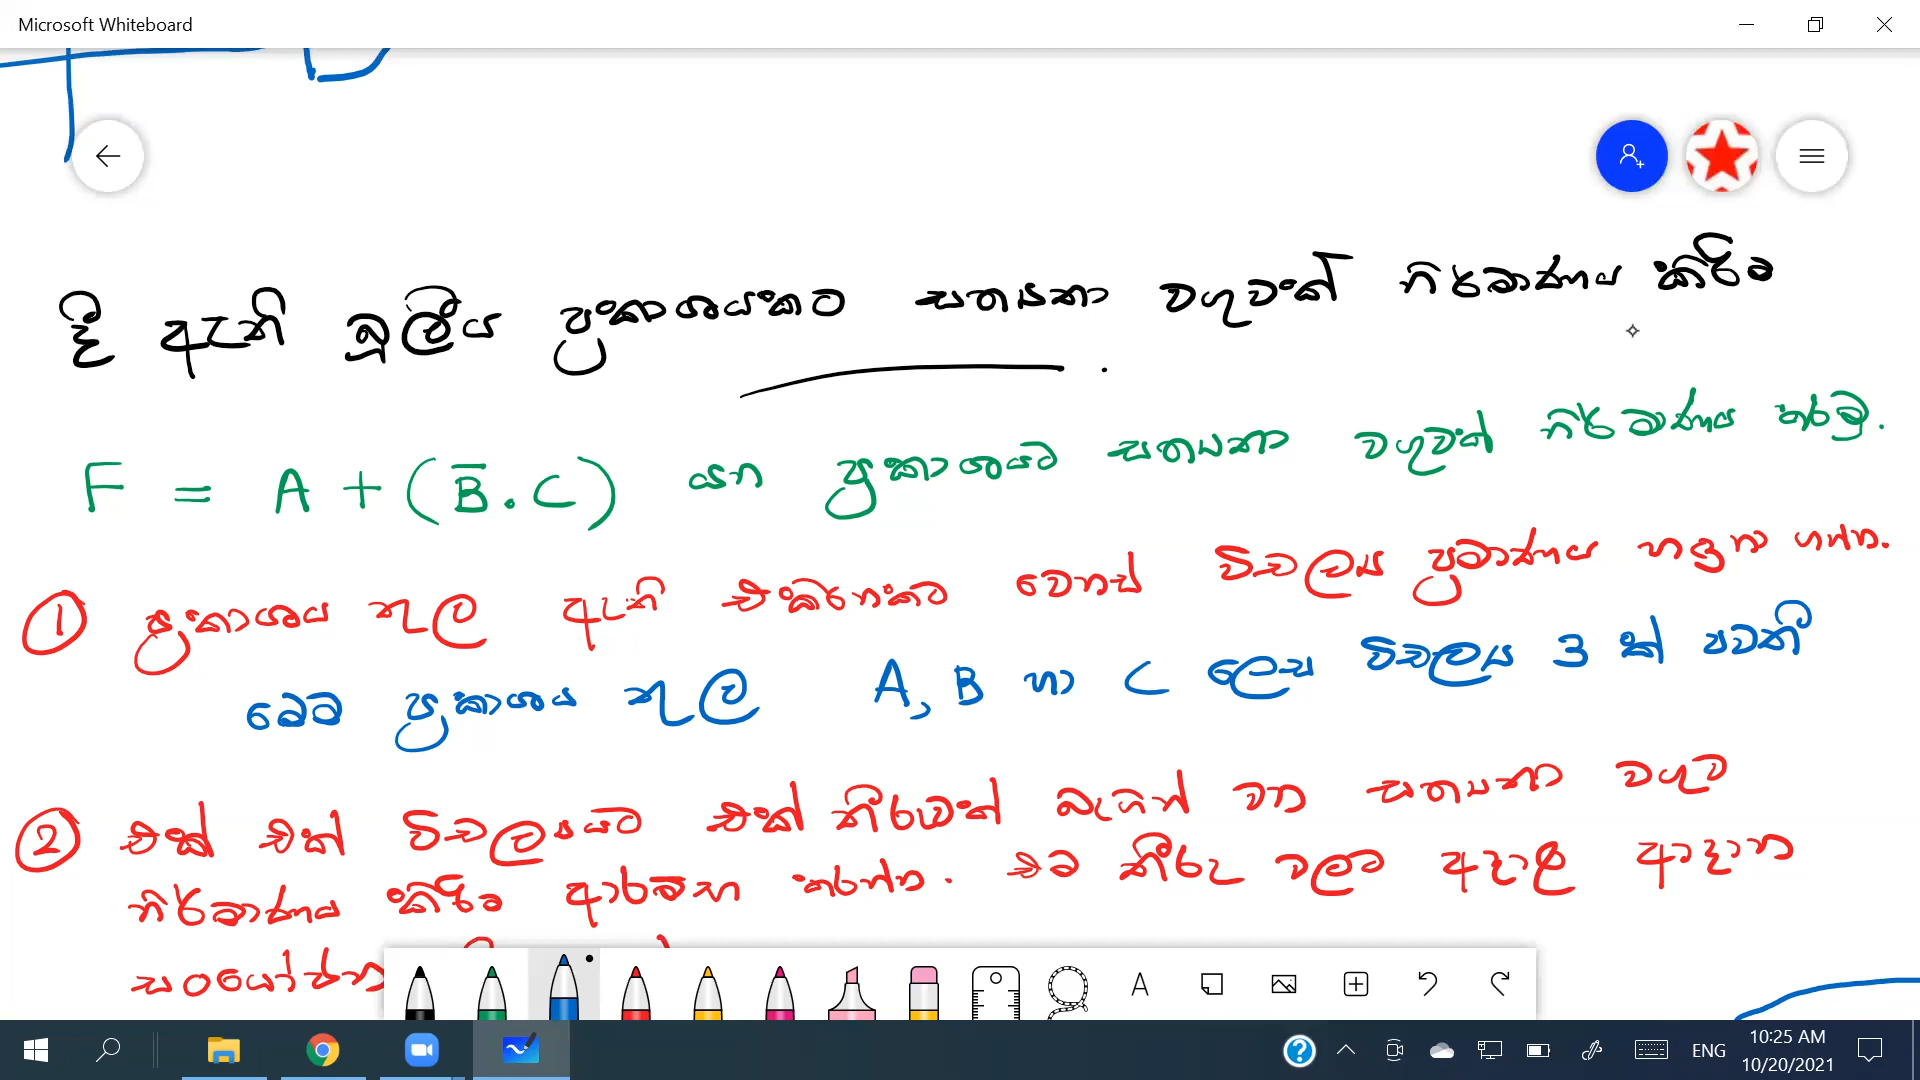 Microsoft Whiteboard
දී ඇති බූලීය ප්‍රකාශයකට සත්‍යතා වගුවක් නිර්මාණය කිරීම
.
F = A + (B̅.C) යන ප්‍රකාශයට සත්‍යතා වගුවක් නිර්මාණය කරමු.
① ප්‍රකාශය තුල ඇති එකිනෙකට වෙනස් විචල්‍ය ප්‍රමාණය හඳුනා ගන්න.
මෙම ප්‍රකාශය තුල A, B හා C ලෙස විචල්‍ය 3 ක් පවතී
② එක් එක් විචල්‍යයට එක් තීරුවක් බැගින් වන සත්‍යතා වගුව
නිර්මාණය කිරීම ආරම්භ කරන්න. එම තීරු වලට අදාළ ආදාන
සංයෝජන
ENG
10:25 AM
10/20/2021